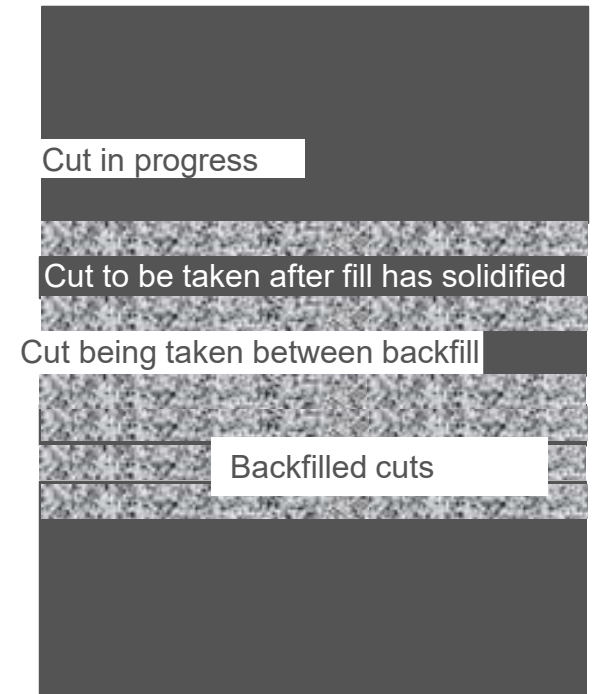 Cut in progress
Cut to be taken after fill has solidified
Cut being taken between backfill
Backfilled cuts